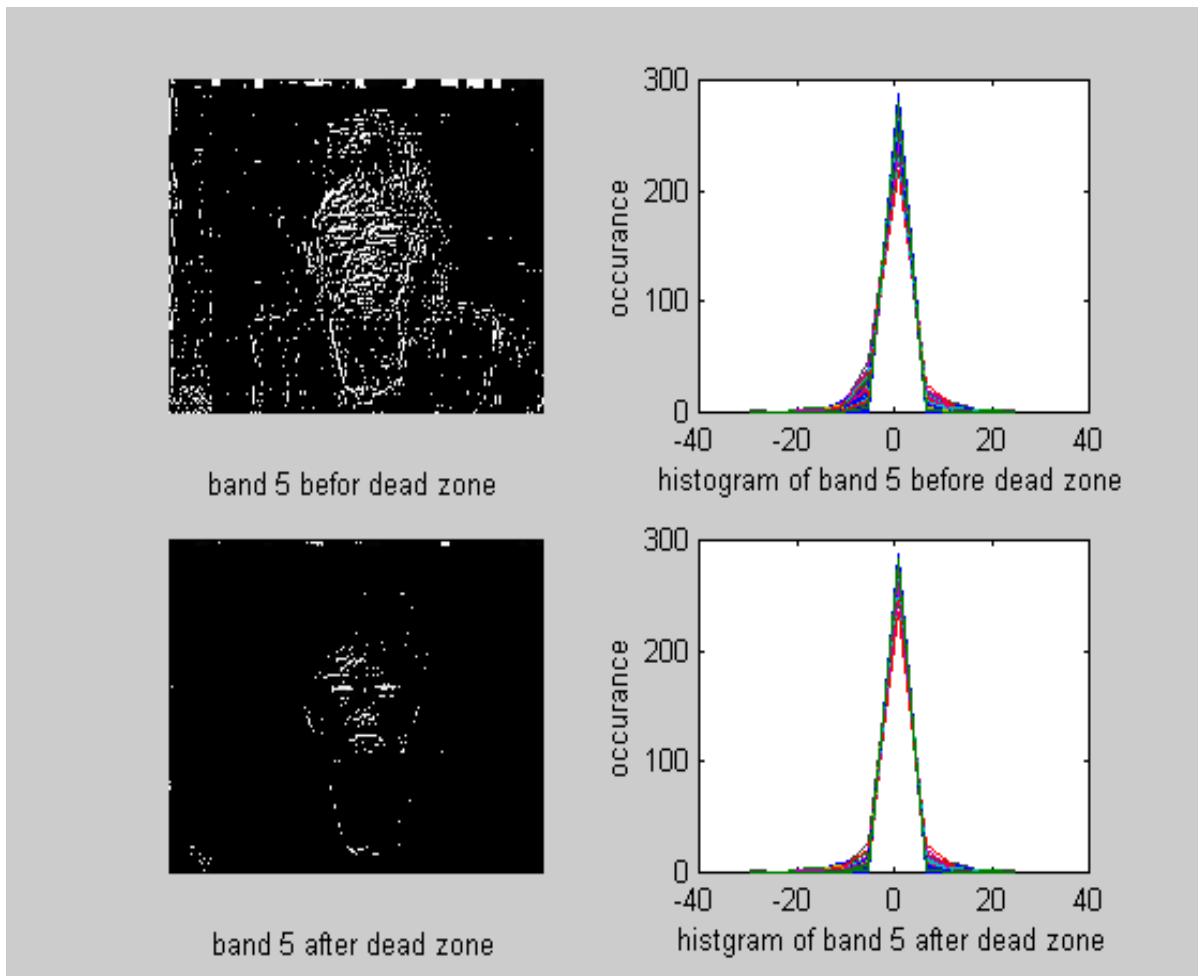 300
200
100
0
occurance
-40 -20 0 20 40
band 5 befor dead zone
histogram of band 5 before dead zone
300
200
100
0
occurance
-40 -20 0 20 40
band 5 after dead zone
histgram of band 5 after dead zone